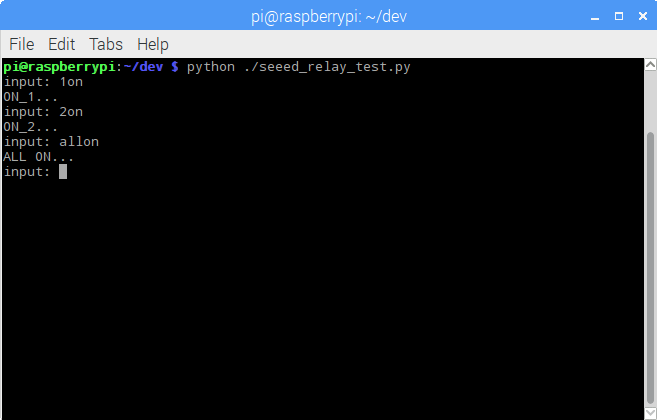 pi@raspberrypi: ~/dev
File Edit Tabs Help
pi@raspberrypi:~/dev $ python ./seeed_relay_test.py
input: 1on
ON_1...
input: 2on
ON_2...
input: allon
ALL ON...
input: